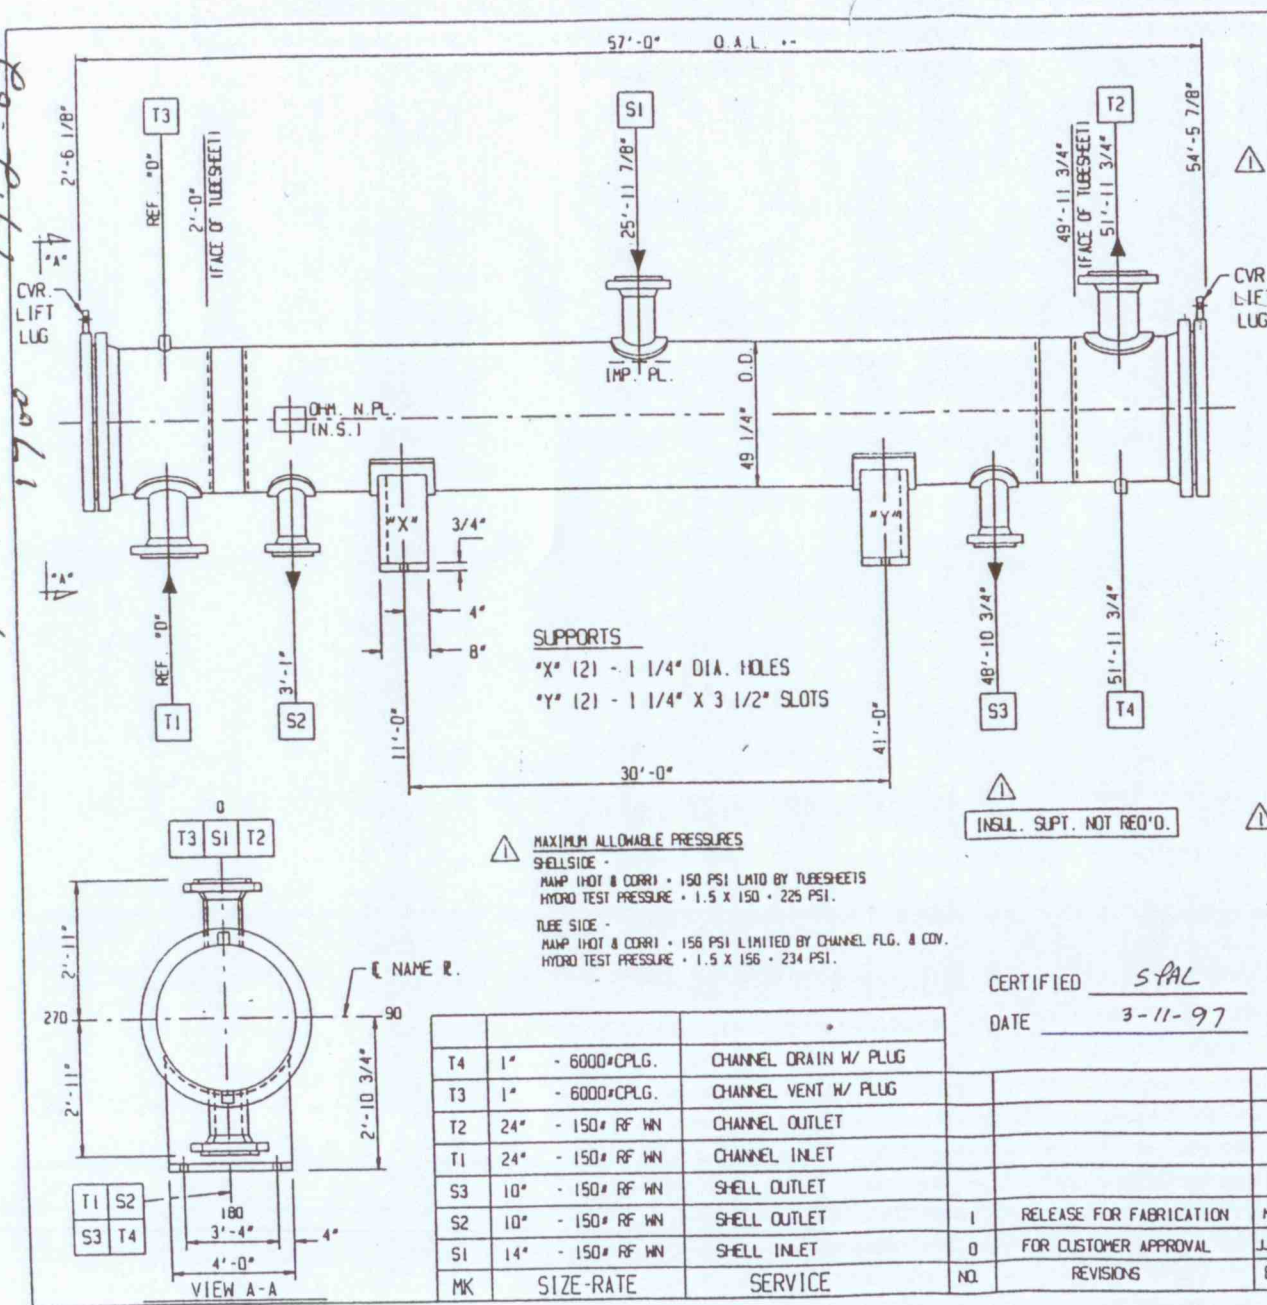 57'-0" O.A.L. +-
2'-6 1/8"
T3
REF. "D"
2'-0"
(FACE OF TUBESHEET)
S1
25'-11 7/8"
49'-11 3/4"
(FACE OF TUBESHEET)
T2
51'-11 3/4"
54'-5 7/8"
1
"A"
CVR.
LIFT
LUG
CVR
LIFT
LUG
IMP. PL.
OHM. N.PL.
(N.S.)
49 1/4" O.D.
1900
"X"
"Y"
3/4"
4"
8"
"A"
REF. "D"
T1
3'-1"
S2
11'-0"
41'-0"
48'-10 3/4"
S3
51'-11 3/4"
T4
SUPPORTS
"X" (2) - 1 1/4" DIA. HOLES
"Y" (2) - 1 1/4" X 3 1/2" SLOTS
30'-0"
1
INSUL. SUPT. NOT REQ'D.
1
0
T3 S1 T2
1
MAXIMUM ALLOWABLE PRESSURES
SHELLSIDE -
MAWP (HOT & CORR) = 150 PSI LMTD BY TUBESHEETS
HYDRO TEST PRESSURE = 1.5 X 150 = 225 PSI.
TUBE SIDE -
MAWP (HOT & CORR) = 156 PSI LIMITED BY CHANNEL FLG. & COV.
HYDRO TEST PRESSURE = 1.5 X 156 = 234 PSI.
2'-11"
℄ NAME ℙ.
270
90
2'-11"
2'-10 3/4"
T1 S2
S3 T4
180
3'-4"
4"
4'-0"
VIEW A-A
CERTIFIED SPAL
DATE 3-11-97
T4 1" - 6000#CPLG. CHANNEL DRAIN W/ PLUG
T3 1" - 6000#CPLG. CHANNEL VENT W/ PLUG
T2 24" - 150# RF WN CHANNEL OUTLET
T1 24" - 150# RF WN CHANNEL INLET
S3 10" - 150# RF WN SHELL OUTLET
S2 10" - 150# RF WN SHELL OUTLET
S1 14" - 150# RF WN SHELL INLET
MK SIZE-RATE SERVICE
1 RELEASE FOR FABRICATION
0 FOR CUSTOMER APPROVAL
NO. REVISIONS